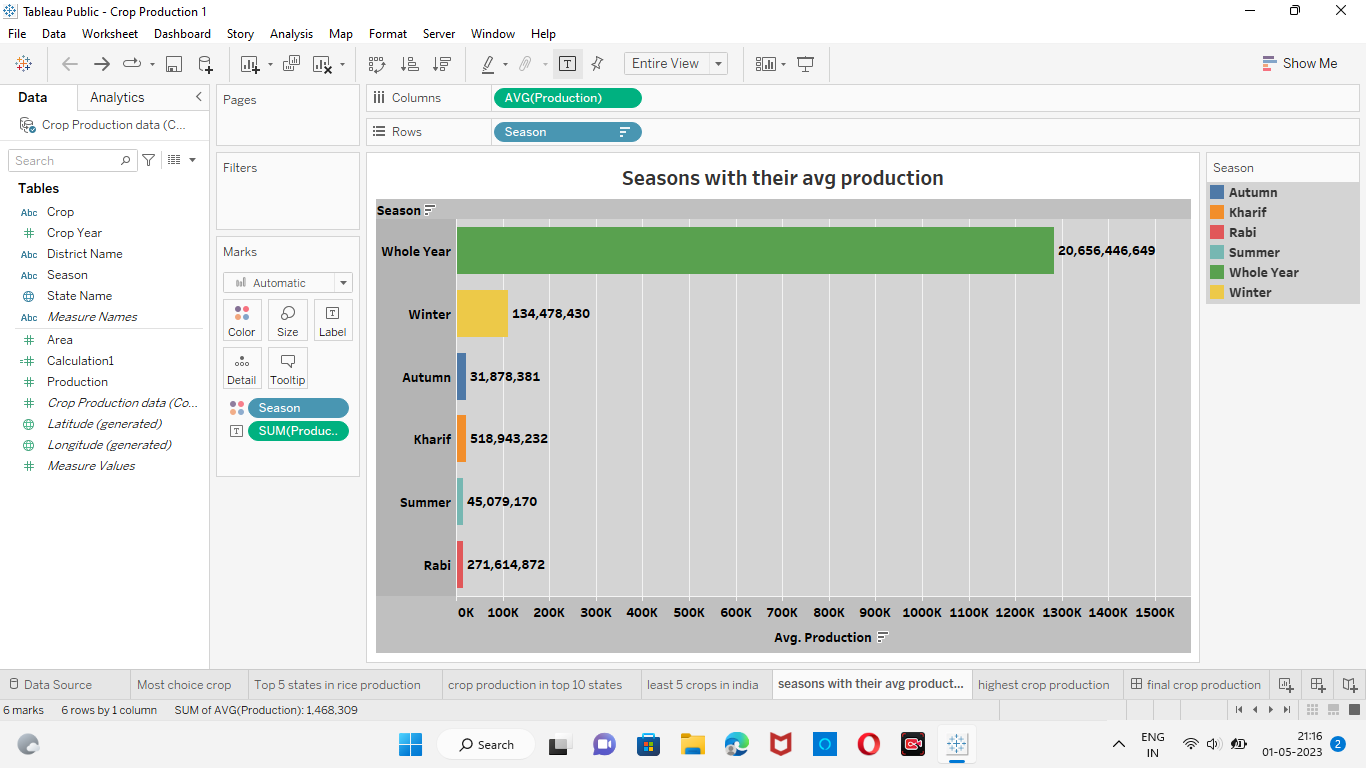 Tableau Public - Crop Production 1
File Data Worksheet Dashboard Story Analysis Map Format Server Window Help
Entire View
Show Me
Data Analytics
Crop Production data (C...
Search
Tables
Abc Crop
Crop Year
Abc District Name
Abc Season
State Name
Abc Measure Names
Area
Calculation1
Production
Crop Production data (Co...
Latitude (generated)
Longitude (generated)
Measure Values
Pages
Filters
Marks
Automatic
Color Size Label
Detail Tooltip
Season
SUM(Produc..
Columns AVG(Production)
Rows Season
Seasons with their avg production
Season
Whole Year 20,656,446,649
Winter 134,478,430
Autumn 31,878,381
Kharif 518,943,232
Summer 45,079,170
Rabi 271,614,872
0K 100K 200K 300K 400K 500K 600K 700K 800K 900K 1000K 1100K 1200K 1300K 1400K 1500K
Avg. Production
Season
Autumn
Kharif
Rabi
Summer
Whole Year
Winter
Data Source Most choice crop Top 5 states in rice production crop production in top 10 states least 5 crops in india seasons with their avg product... highest crop production final crop production
6 marks 6 rows by 1 column SUM of AVG(Production): 1,468,309
Search
ENG
IN
21:16
01-05-2023
2